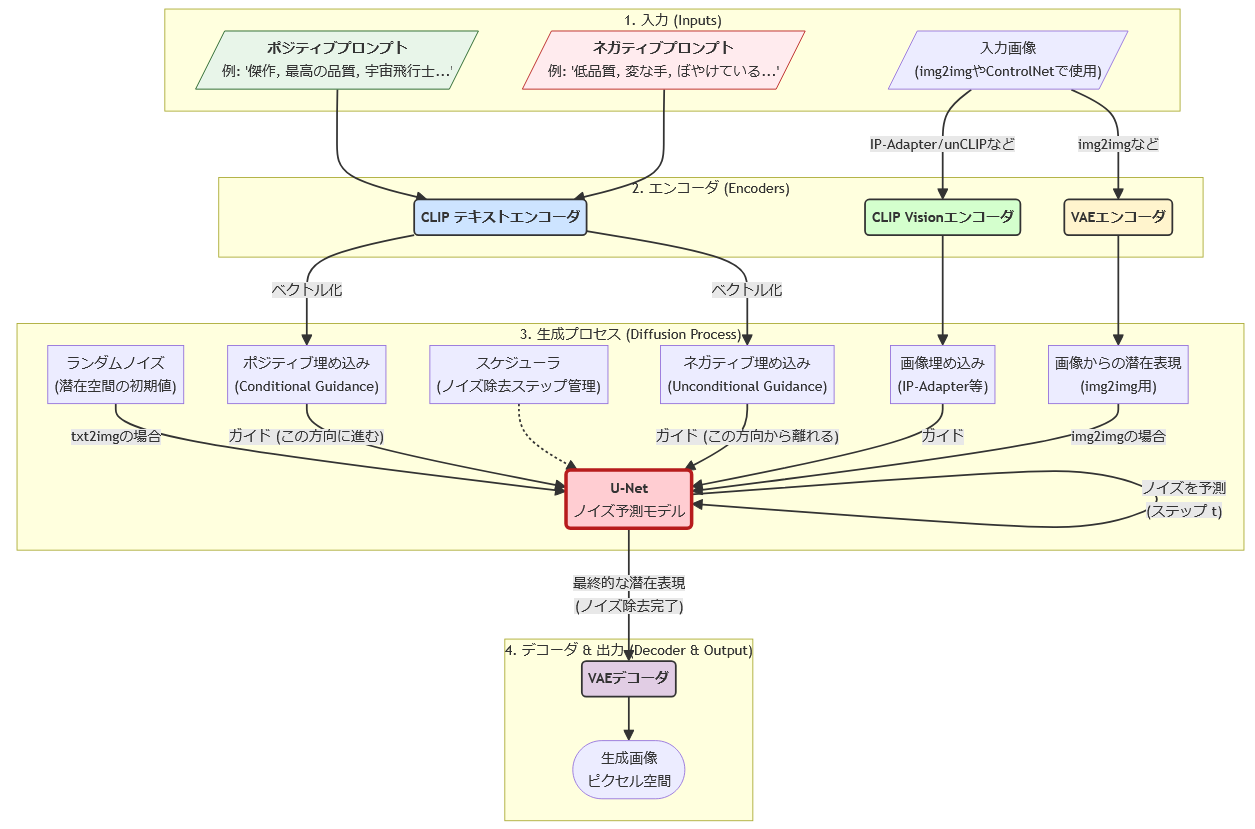 1. 入力 (Inputs)
ポジティブプロンプト
例: '傑作, 最高の品質, 宇宙飛行士...'
ネガティブプロンプト
例: '低品質, 変な手, ぼやけている...'
入力画像
(img2imgやControlNetで使用)
IP-Adapter/unCLIPなど
img2imgなど
2. エンコーダ (Encoders)
CLIP テキストエンコーダ
CLIP Visionエンコーダ
VAEエンコーダ
ベクトル化
ベクトル化
3. 生成プロセス (Diffusion Process)
ランダムノイズ
(潜在空間の初期値)
ポジティブ埋め込み
(Conditional Guidance)
スケジューラ
(ノイズ除去ステップ管理)
ネガティブ埋め込み
(Unconditional Guidance)
画像埋め込み
(IP-Adapter等)
画像からの潜在表現
(img2img用)
txt2imgの場合
ガイド (この方向に進む)
ガイド (この方向から離れる)
ガイド
img2imgの場合
U-Net
ノイズ予測モデル
ノイズを予測
(ステップ t)
最終的な潜在表現
(ノイズ除去完了)
4. デコーダ & 出力 (Decoder & Output)
VAEデコーダ
生成画像
ピクセル空間